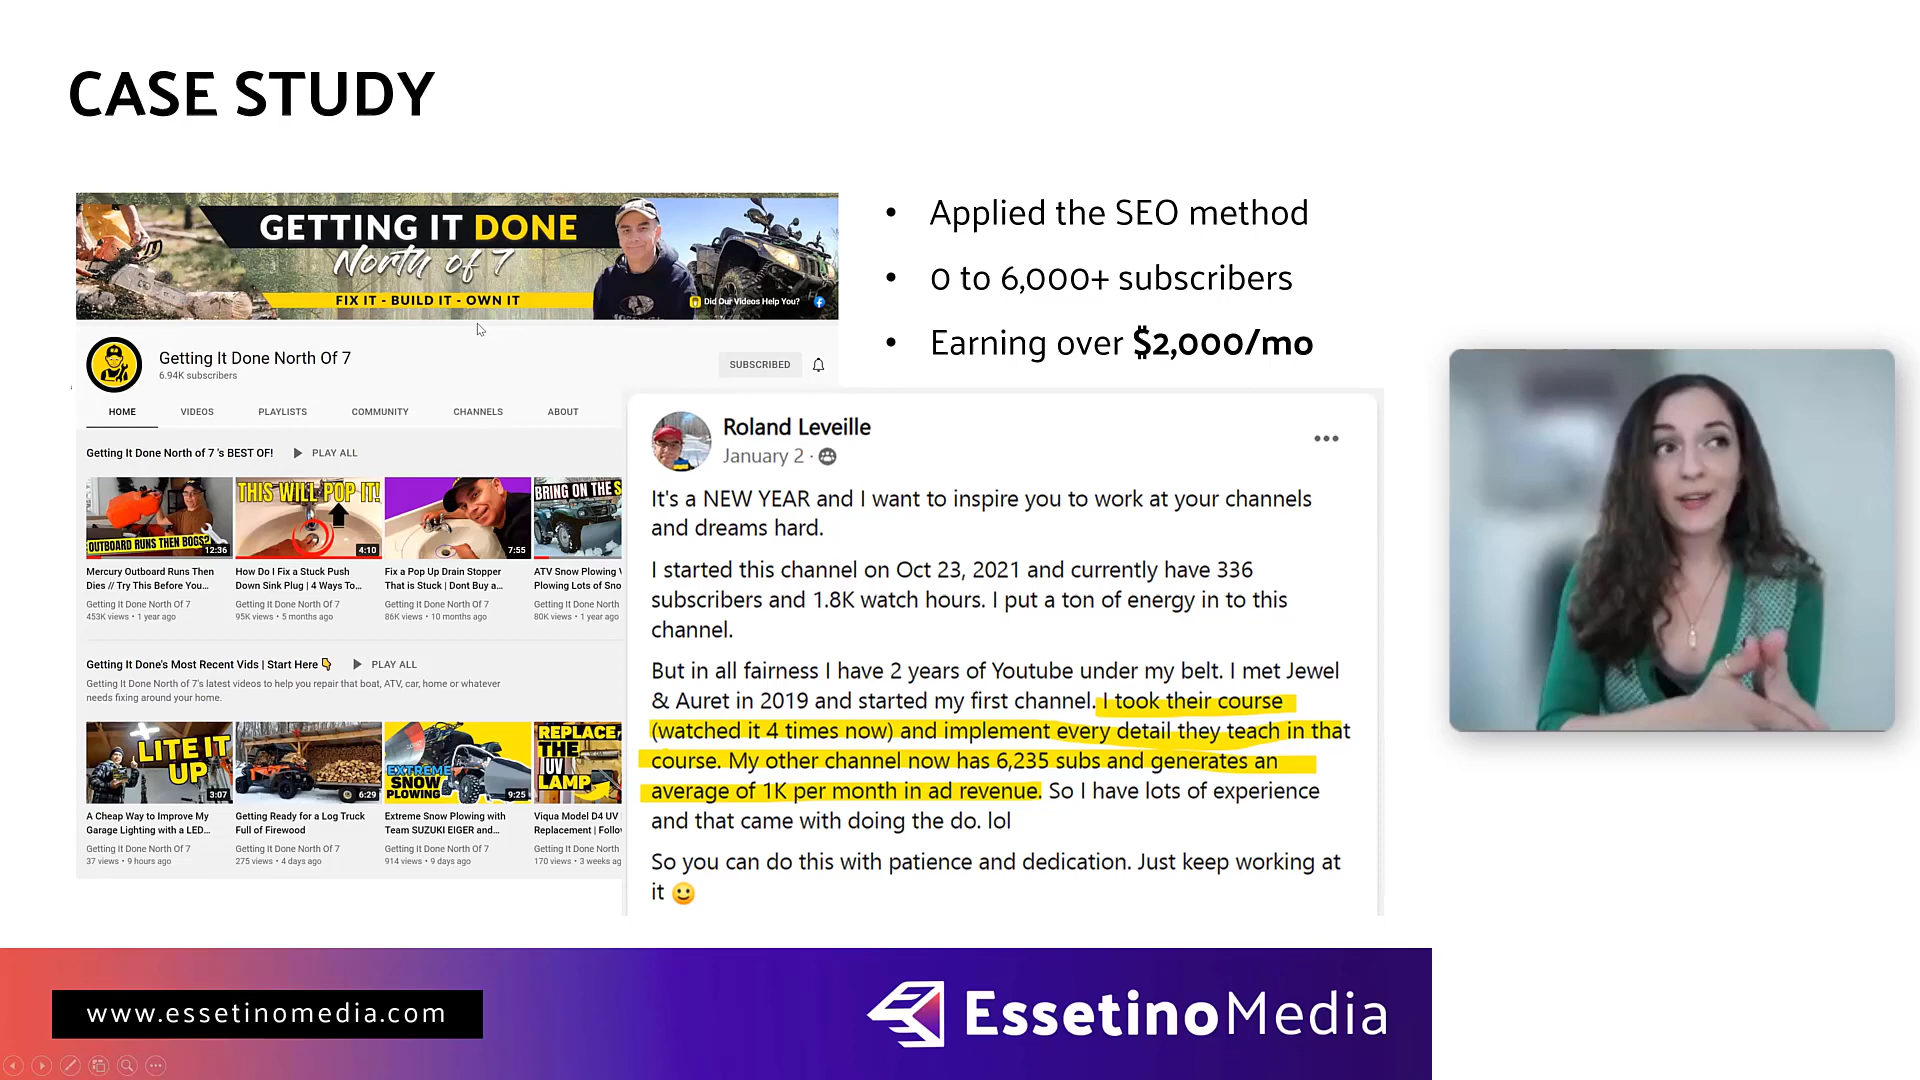 CASE STUDY
GETTING IT DONE
North of 7
FIX IT - BUILD IT - OWN IT
Did Our Videos Help You?
Getting It Done North Of 7
6.94K subscribers
SUBSCRIBED
HOME VIDEOS PLAYLISTS COMMUNITY CHANNELS ABOUT
Getting It Done North of 7 's BEST OF! PLAY ALL
OUTBOARD RUNS THEN BOGS?
12:36
THIS WILL POP IT!
4:10
7:55
BRING ON THE S
Mercury Outboard Runs Then
Dies // Try This Before You...
Getting It Done North Of 7
453K views • 1 year ago
How Do I Fix a Stuck Push
Down Sink Plug | 4 Ways To...
Getting It Done North Of 7
95K views • 5 months ago
Fix a Pop Up Drain Stopper
That is Stuck | Dont Buy a...
Getting It Done North Of 7
86K views • 10 months ago
ATV Snow Plowing
Plowing Lots of Sno
Getting It Done North Of 7
80K views • 1 year ago
Getting It Done's Most Recent Vids | Start Here 👇 PLAY ALL
Getting It Done North of 7's latest videos to help you repair that boat, ATV, car, home or whatever
needs fixing around your home.
LITE IT
UP
3:07
6:29
EXTREME
SNOW
PLOWING
9:25
REPLACE
THE
UV
LAMP
A Cheap Way to Improve My
Garage Lighting with a LED...
Getting It Done North Of 7
37 views • 9 hours ago
Getting Ready for a Log Truck
Full of Firewood
Getting It Done North Of 7
275 views • 4 days ago
Extreme Snow Plowing with
Team SUZUKI EIGER and...
Getting It Done North Of 7
914 views • 9 days ago
Viqua Model D4 UV
Replacement | Follow
Getting It Done North Of 7
170 views • 3 weeks ag
• Applied the SEO method
• 0 to 6,000+ subscribers
• Earning over $2,000/mo
Roland Leveille
January 2 ·
It's a NEW YEAR and I want to inspire you to work at your channels
and dreams hard.
I started this channel on Oct 23, 2021 and currently have 336
subscribers and 1.8K watch hours. I put a ton of energy in to this
channel.
But in all fairness I have 2 years of Youtube under my belt. I met Jewel
& Auret in 2019 and started my first channel. I took their course
(watched it 4 times now) and implement every detail they teach in that
course. My other channel now has 6,235 subs and generates an
average of 1K per month in ad revenue. So I have lots of experience
and that came with doing the do. lol
So you can do this with patience and dedication. Just keep working at
it 🙂
www.essetinomedia.com
EssetinoMedia